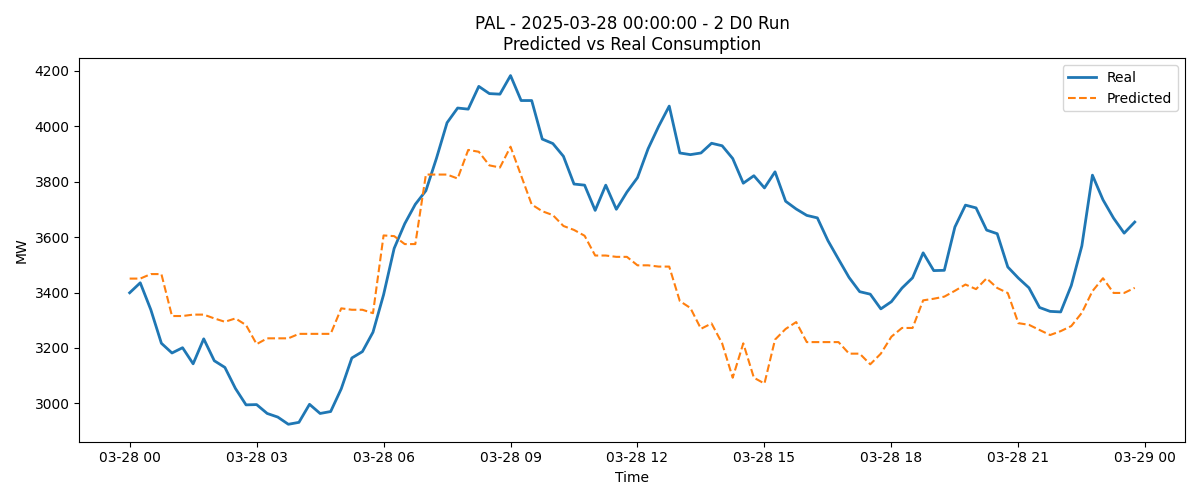 PAL - 2025-03-28 00:00:00 - 2 D0 Run
Predicted vs Real Consumption
Real
Predicted
MW
4200
4000
3800
3600
3400
3200
3000
03-28 00
03-28 03
03-28 06
03-28 09
03-28 12
03-28 15
03-28 18
03-28 21
03-29 00
Time